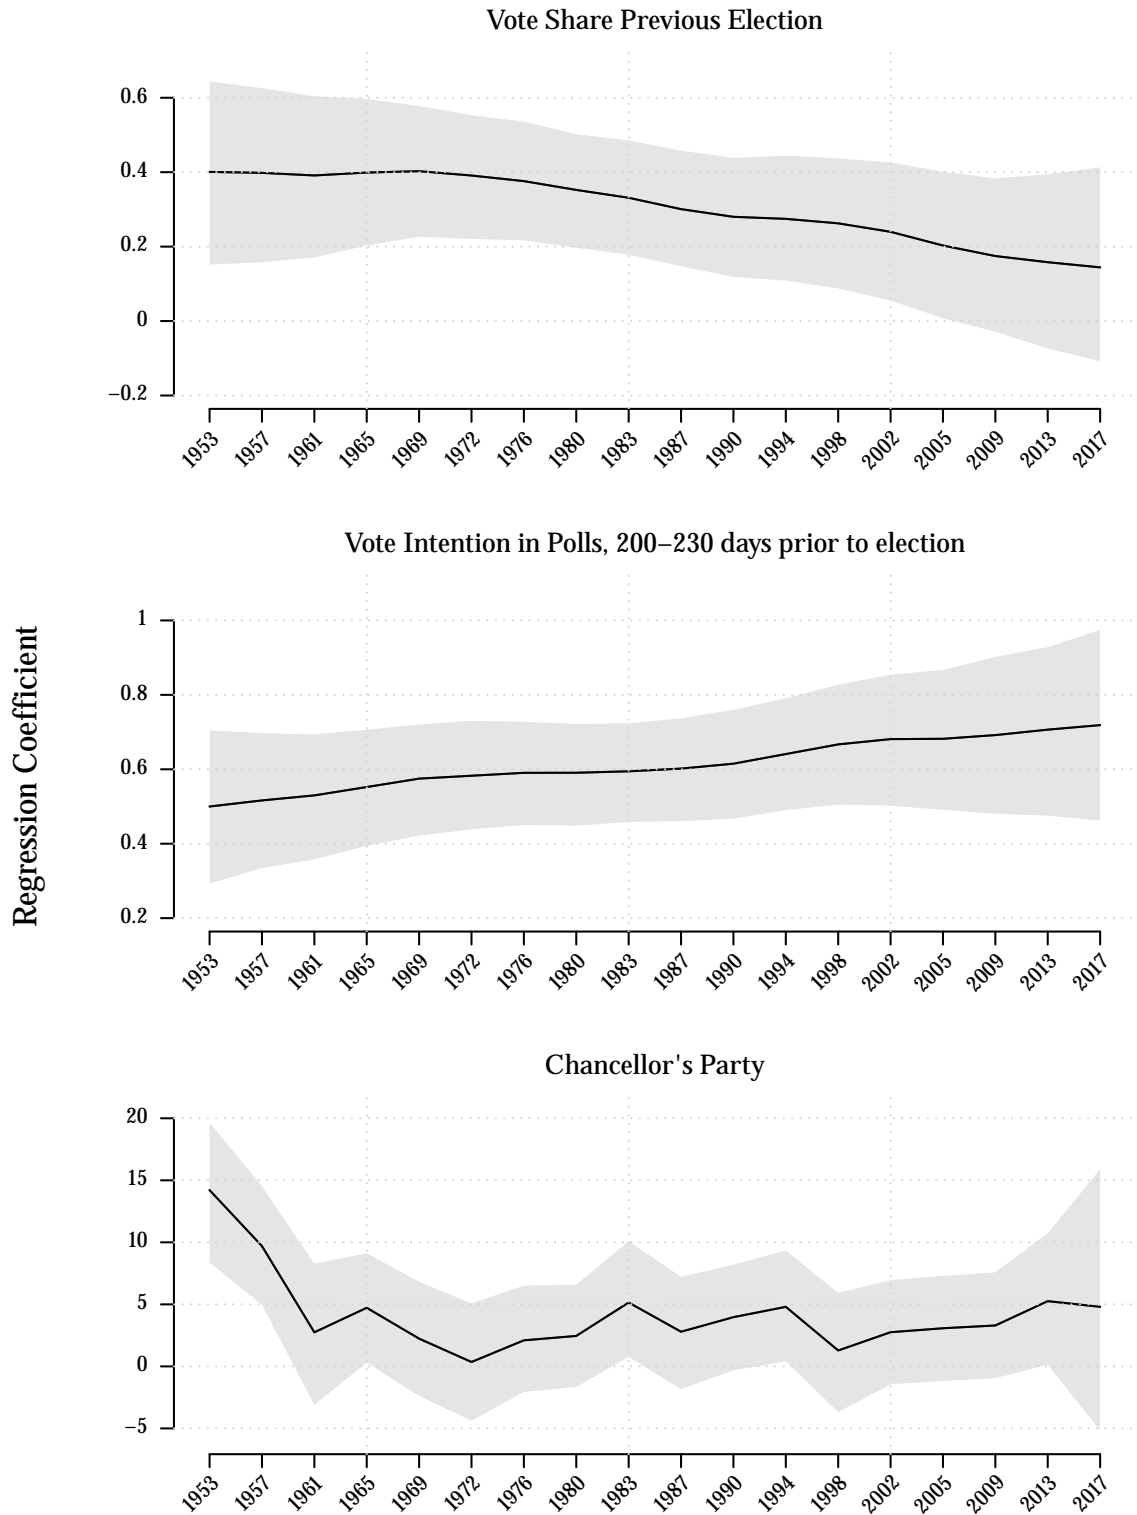 Vote Share Previous Election
0.6
0.4
0.2
0
−0.2
1953 1957 1961 1965 1969 1972 1976 1980 1983 1987 1990 1994 1998 2002 2005 2009 2013 2017
Vote Intention in Polls, 200−230 days prior to election
Regression Coefficient
1
0.8
0.6
0.4
0.2
1953 1957 1961 1965 1969 1972 1976 1980 1983 1987 1990 1994 1998 2002 2005 2009 2013 2017
Chancellor's Party
20
15
10
5
0
−5
1953 1957 1961 1965 1969 1972 1976 1980 1983 1987 1990 1994 1998 2002 2005 2009 2013 2017